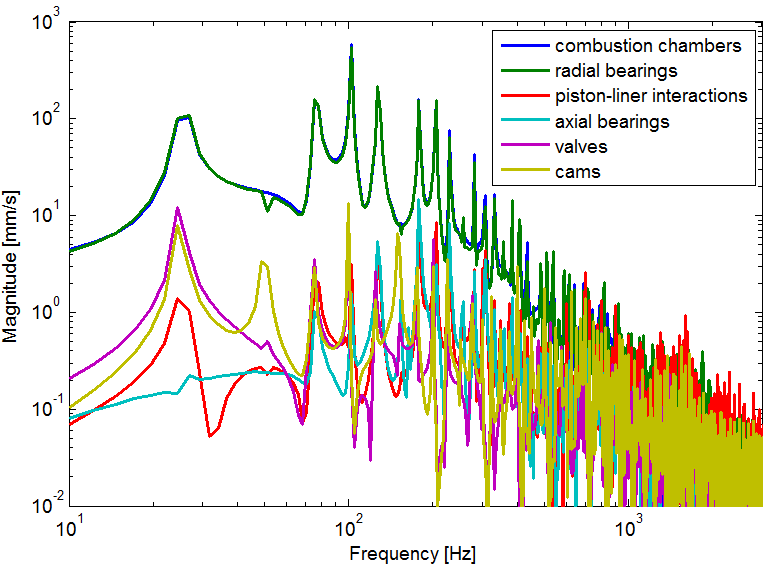 10^3
10^2
10^1
10^0
10^-1
10^-2
Magnitude [mm/s]
combustion chambers
radial bearings
piston-liner interactions
axial bearings
valves
cams
10^1
10^2
10^3
Frequency [Hz]